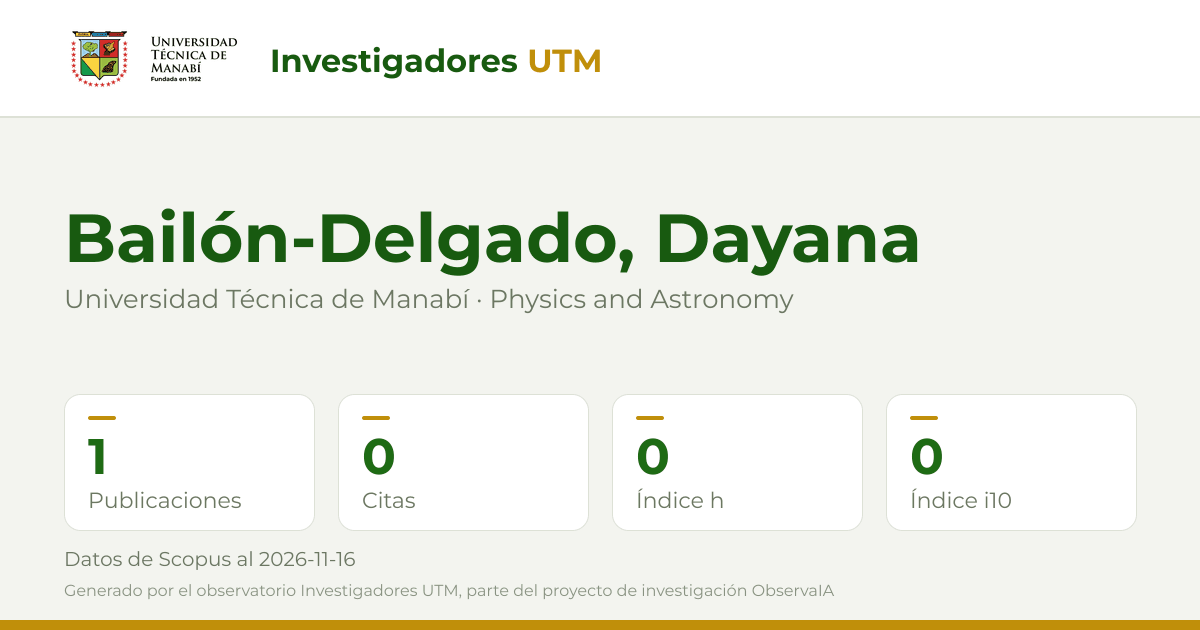 UNIVERSIDAD
TÉCNICA DE
MANABÍ
Fundada en 1952
Investigadores UTM
Bailón-Delgado, Dayana
Universidad Técnica de Manabí · Physics and Astronomy
1
Publicaciones
0
Citas
0
Índice h
0
Índice i10
Datos de Scopus al 2026-11-16
Generado por el observatorio Investigadores UTM, parte del proyecto de investigación ObservaIA